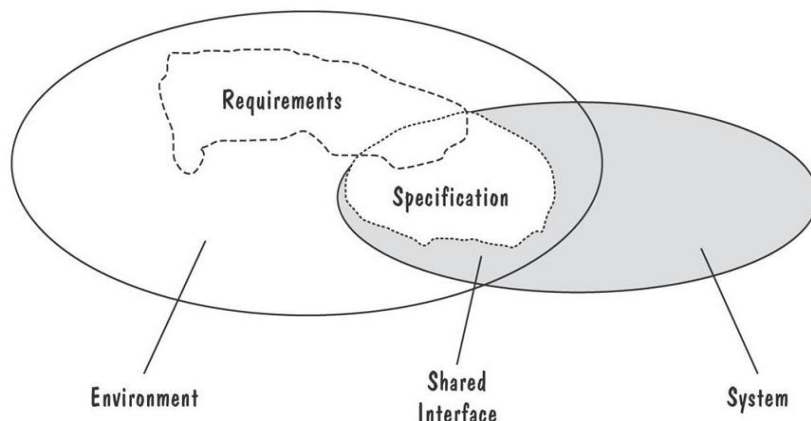 Requirements
Specification
Environment
Shared
Interface
System